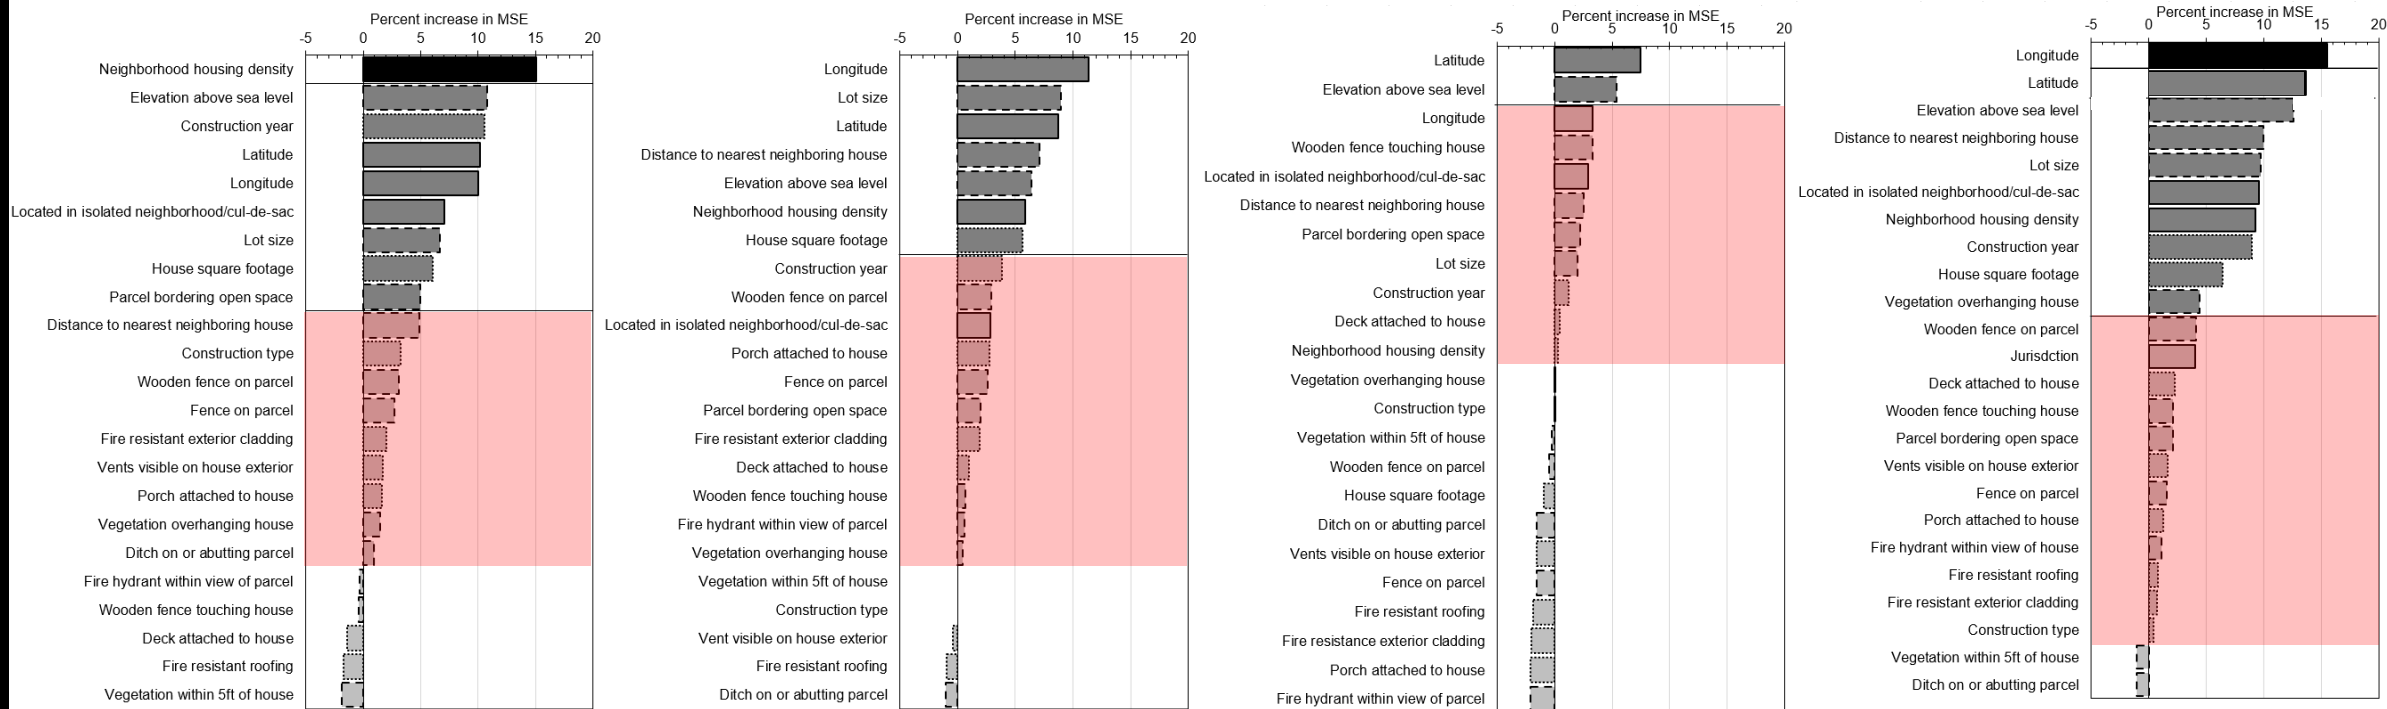 Percent increase in MSE
-5 0 5 10 15 20
Neighborhood housing density
Elevation above sea level
Construction year
Latitude
Longitude
Located in isolated neighborhood/cul-de-sac
Lot size
House square footage
Parcel bordering open space
Distance to nearest neighboring house
Construction type
Wooden fence on parcel
Fence on parcel
Fire resistant exterior cladding
Vents visible on house exterior
Porch attached to house
Vegetation overhanging house
Ditch on or abutting parcel
Fire hydrant within view of parcel
Wooden fence touching house
Deck attached to house
Fire resistant roofing
Vegetation within 5ft of house
Percent increase in MSE
-5 0 5 10 15 20
Longitude
Lot size
Latitude
Distance to nearest neighboring house
Elevation above sea level
Neighborhood housing density
House square footage
Construction year
Wooden fence on parcel
Located in isolated neighborhood/cul-de-sac
Porch attached to house
Fence on parcel
Parcel bordering open space
Fire resistant exterior cladding
Deck attached to house
Wooden fence touching house
Fire hydrant within view of parcel
Vegetation overhanging house
Vegetation within 5ft of house
Construction type
Vent visible on house exterior
Fire resistant roofing
Ditch on or abutting parcel
Percent increase in MSE
-5 0 5 10 15 20
Latitude
Elevation above sea level
Longitude
Wooden fence touching house
Located in isolated neighborhood/cul-de-sac
Distance to nearest neighboring house
Parcel bordering open space
Lot size
Construction year
Deck attached to house
Neighborhood housing density
Vegetation overhanging house
Construction type
Vegetation within 5ft of house
Wooden fence on parcel
House square footage
Ditch on or abutting parcel
Vents visible on house exterior
Fence on parcel
Fire resistant roofing
Fire resistance exterior cladding
Porch attached to house
Fire hydrant within view of parcel
Percent increase in MSE
-5 0 5 10 15 20
Longitude
Latitude
Elevation above sea level
Distance to nearest neighboring house
Lot size
Located in isolated neighborhood/cul-de-sac
Neighborhood housing density
Construction year
House square footage
Vegetation overhanging house
Wooden fence on parcel
Jurisdction
Deck attached to house
Wooden fence touching house
Parcel bordering open space
Vents visible on house exterior
Fence on parcel
Porch attached to house
Fire hydrant within view of house
Fire resistant roofing
Fire resistant exterior cladding
Construction type
Vegetation within 5ft of house
Ditch on or abutting parcel